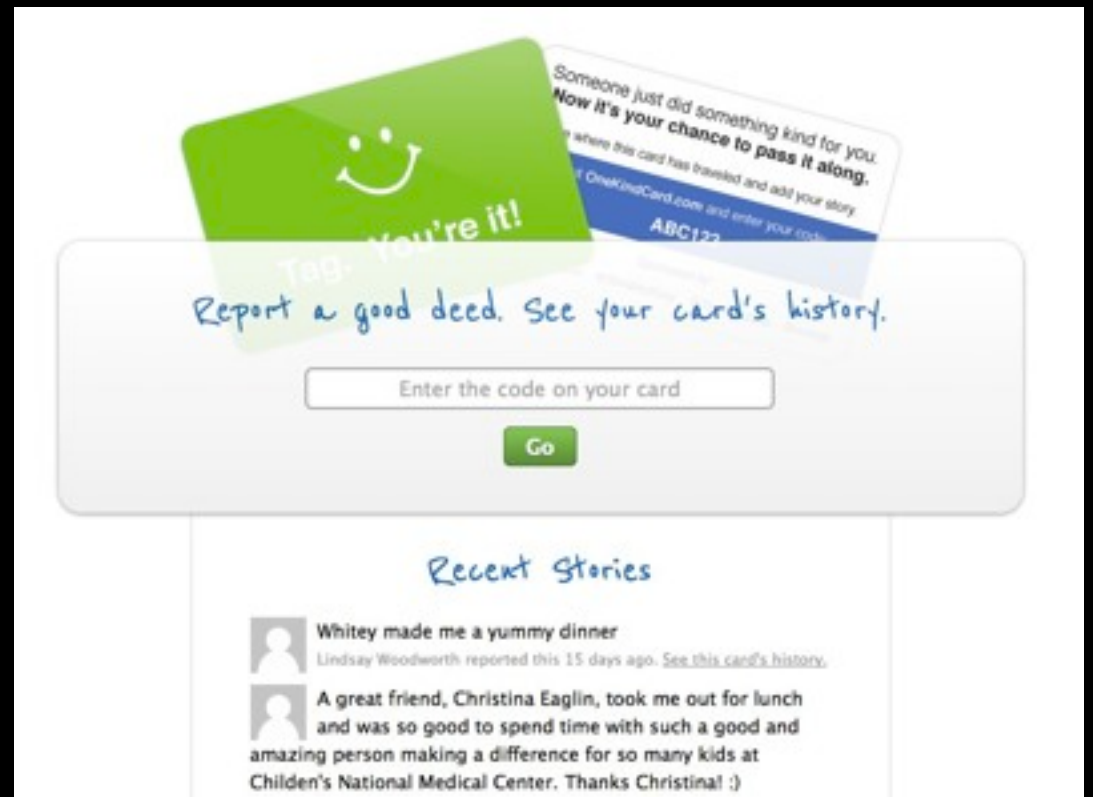 Someone just did something kind for you.
Now it's your chance to pass it along.
where this card has traveled and add your story.
OneKindCard.com and enter your code
ABC123
Tag. You're it!
Report a good deed. See your card's history.
Enter the code on your card
Go
Recent Stories
Whitey made me a yummy dinner
Lindsay Woodworth reported this 15 days ago. See this card's history.
A great friend, Christina Eaglin, took me out for lunch
and was so good to spend time with such a good and
amazing person making a difference for so many kids at
Childen's National Medical Center. Thanks Christina! :)